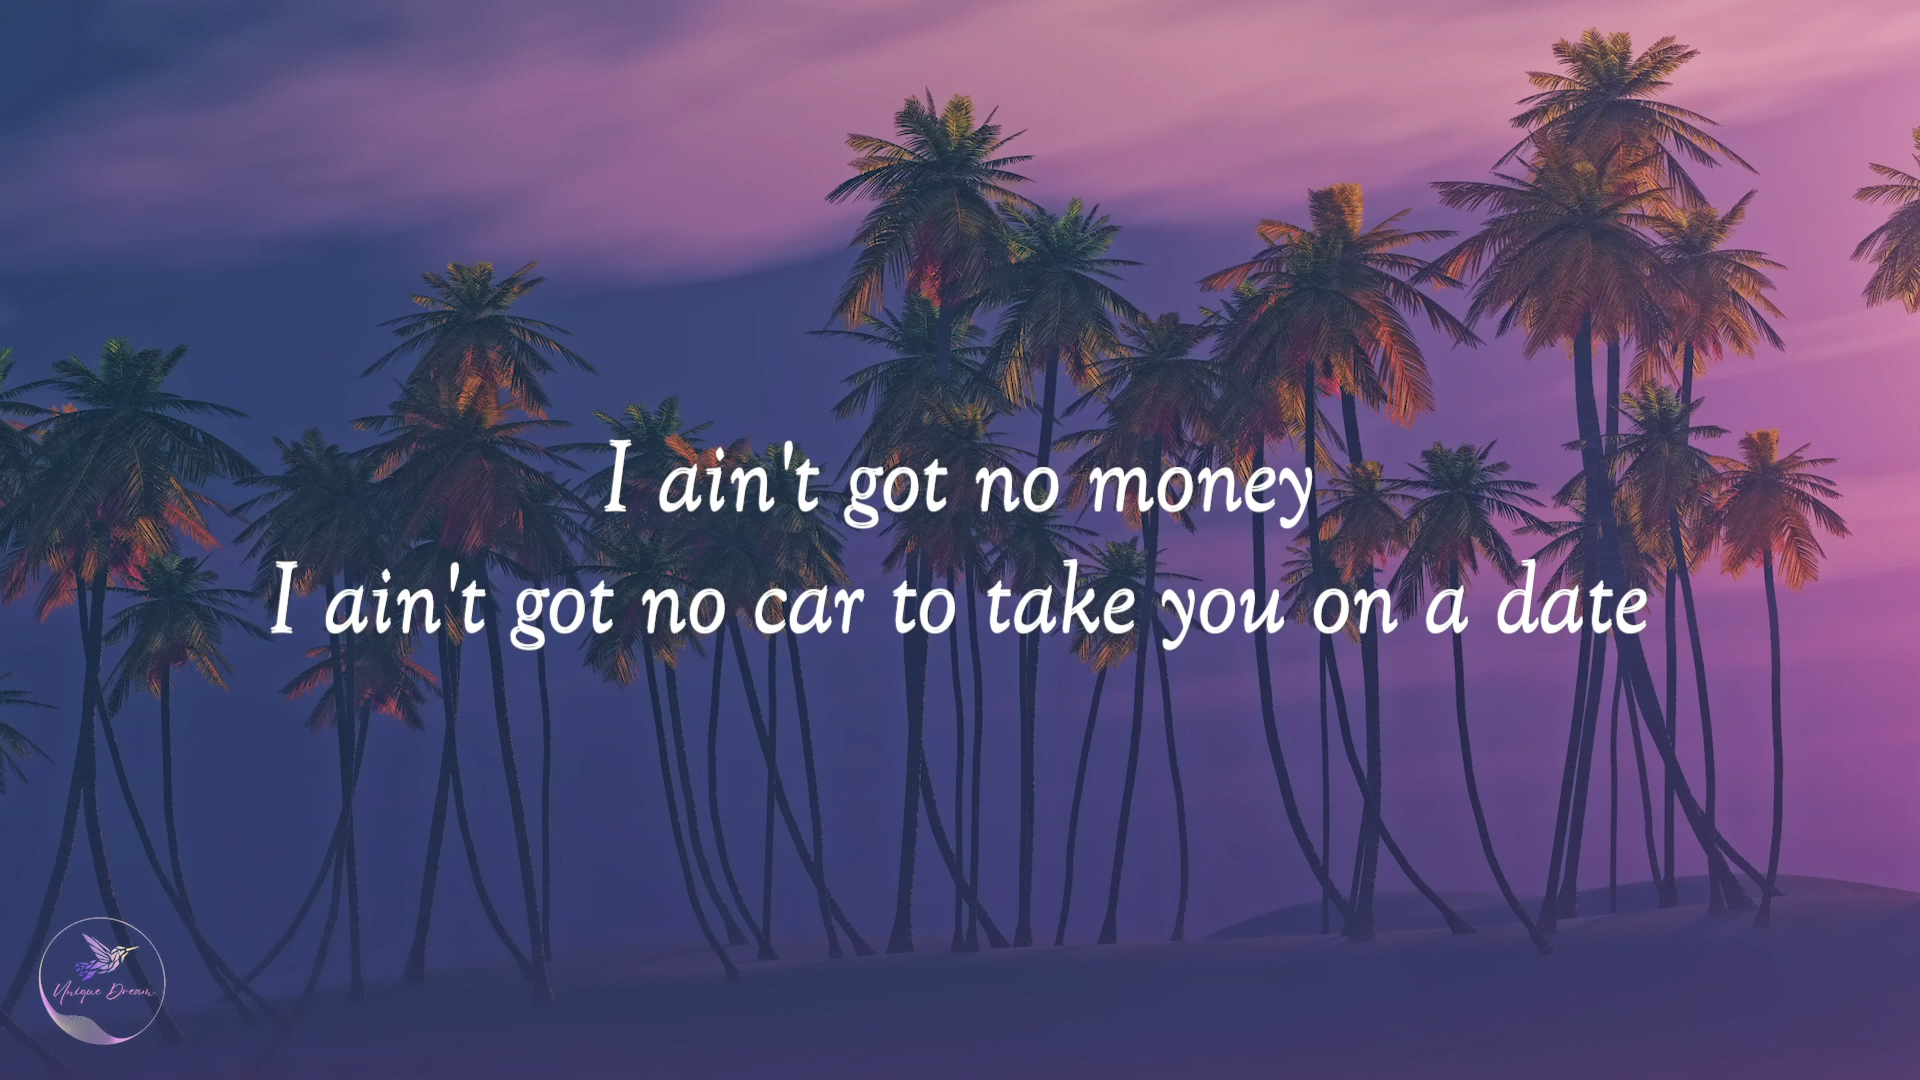 I ain't got no money
I ain't got no car to take you on a date
Unique Dream